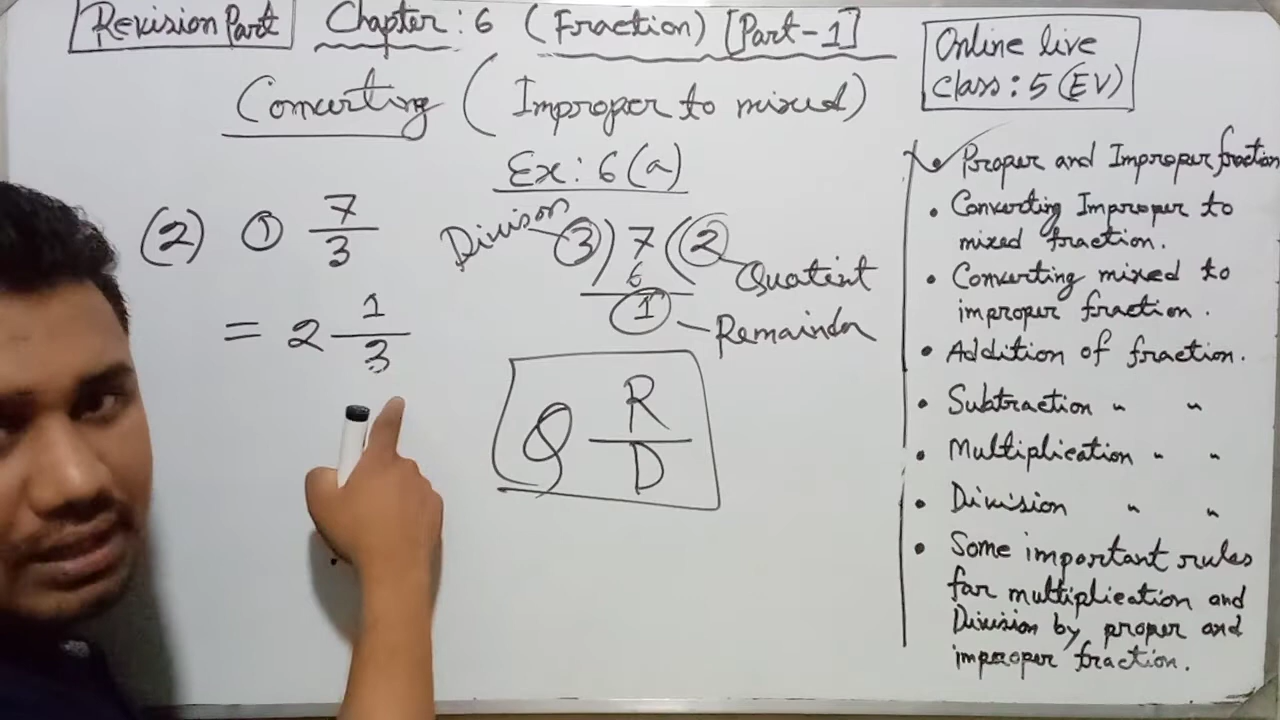 Revision Part
Chapter: 6 (Fraction) [Part-1]
Converting (Improper to mixed)
Ex: 6(a)
(2) ① 7/3
= 2 1/3
Divison
3) 7 (2
6
1
Quotient
Remainder
Q R/D
Online live
class: 5 (EV)
✓ Proper and Improper fraction
• Converting Improper to
mixed fraction.
• Converting mixed to
improper fraction.
• Addition of fraction.
• Subtraction " "
• Multiplication " "
• Division " "
• Some important rules
for multiplication and
Division by proper and
improper fraction.